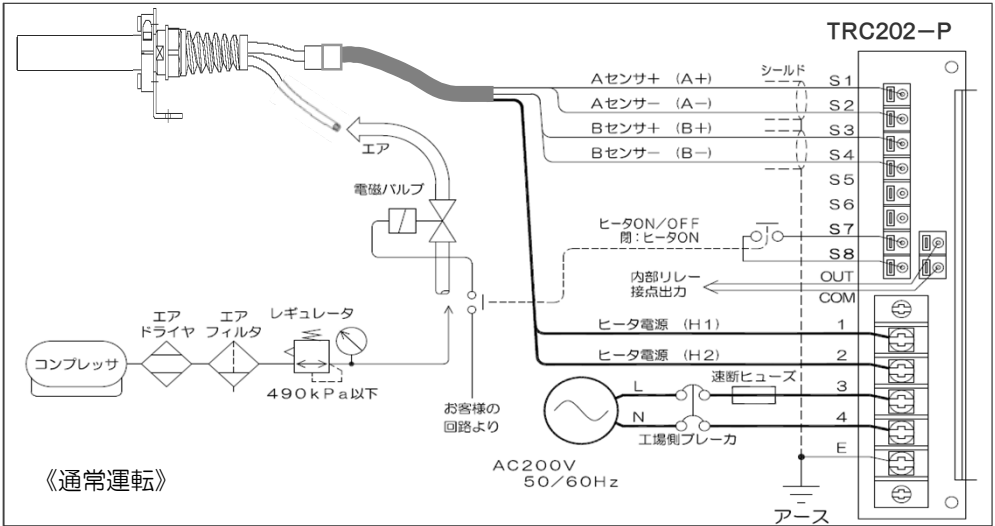 TRC202-P
シールド
Aセンサ+ (A+)
S1
Aセンサー (A-)
S2
Bセンサ+ (B+)
S3
Bセンサー (B-)
S4
S5
S6
エア
電磁バルブ
ヒータON/OFF
閉:ヒータON
S7
S8
内部リレー
接点出力
OUT
COM
エア
ドライヤ
エア
フィルタ
レギュレータ
コンプレッサ
490kPa以下
お客様の
回路より
ヒータ電源 (H1)
1
ヒータ電源 (H2)
2
速断ヒューズ
L
3
N
4
工場側ブレーカ
E
AC200V
50/60Hz
アース
《通常運転》